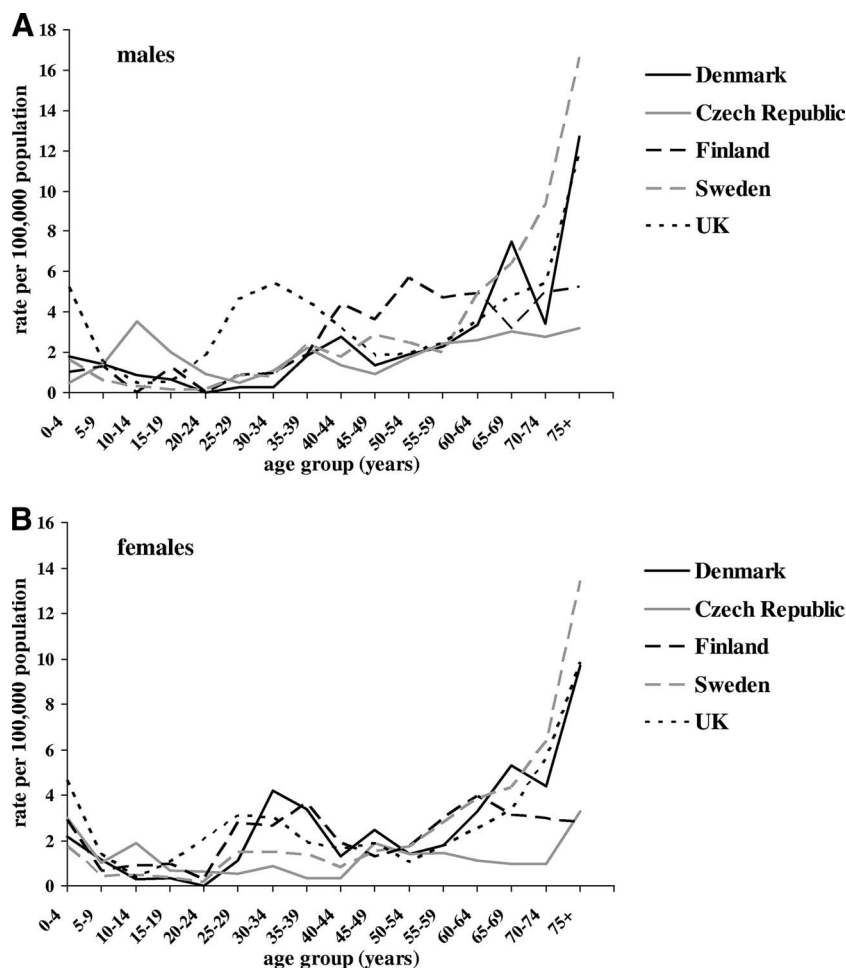 A
males
rate per 100,000 population
18
16
14
12
10
8
6
4
2
0
0-4
5-9
10-14
15-19
20-24
25-29
30-34
35-39
40-44
45-49
50-54
55-59
60-64
65-69
70-74
75+
age group (years)
Denmark
Czech Republic
Finland
Sweden
UK
B
females
rate per 100,000 population
16
14
12
10
8
6
4
2
0
0-4
5-9
10-14
15-19
20-24
25-29
30-34
35-39
40-44
45-49
50-54
55-59
60-64
65-69
70-74
75+
age group (years)
Denmark
Czech Republic
Finland
Sweden
UK